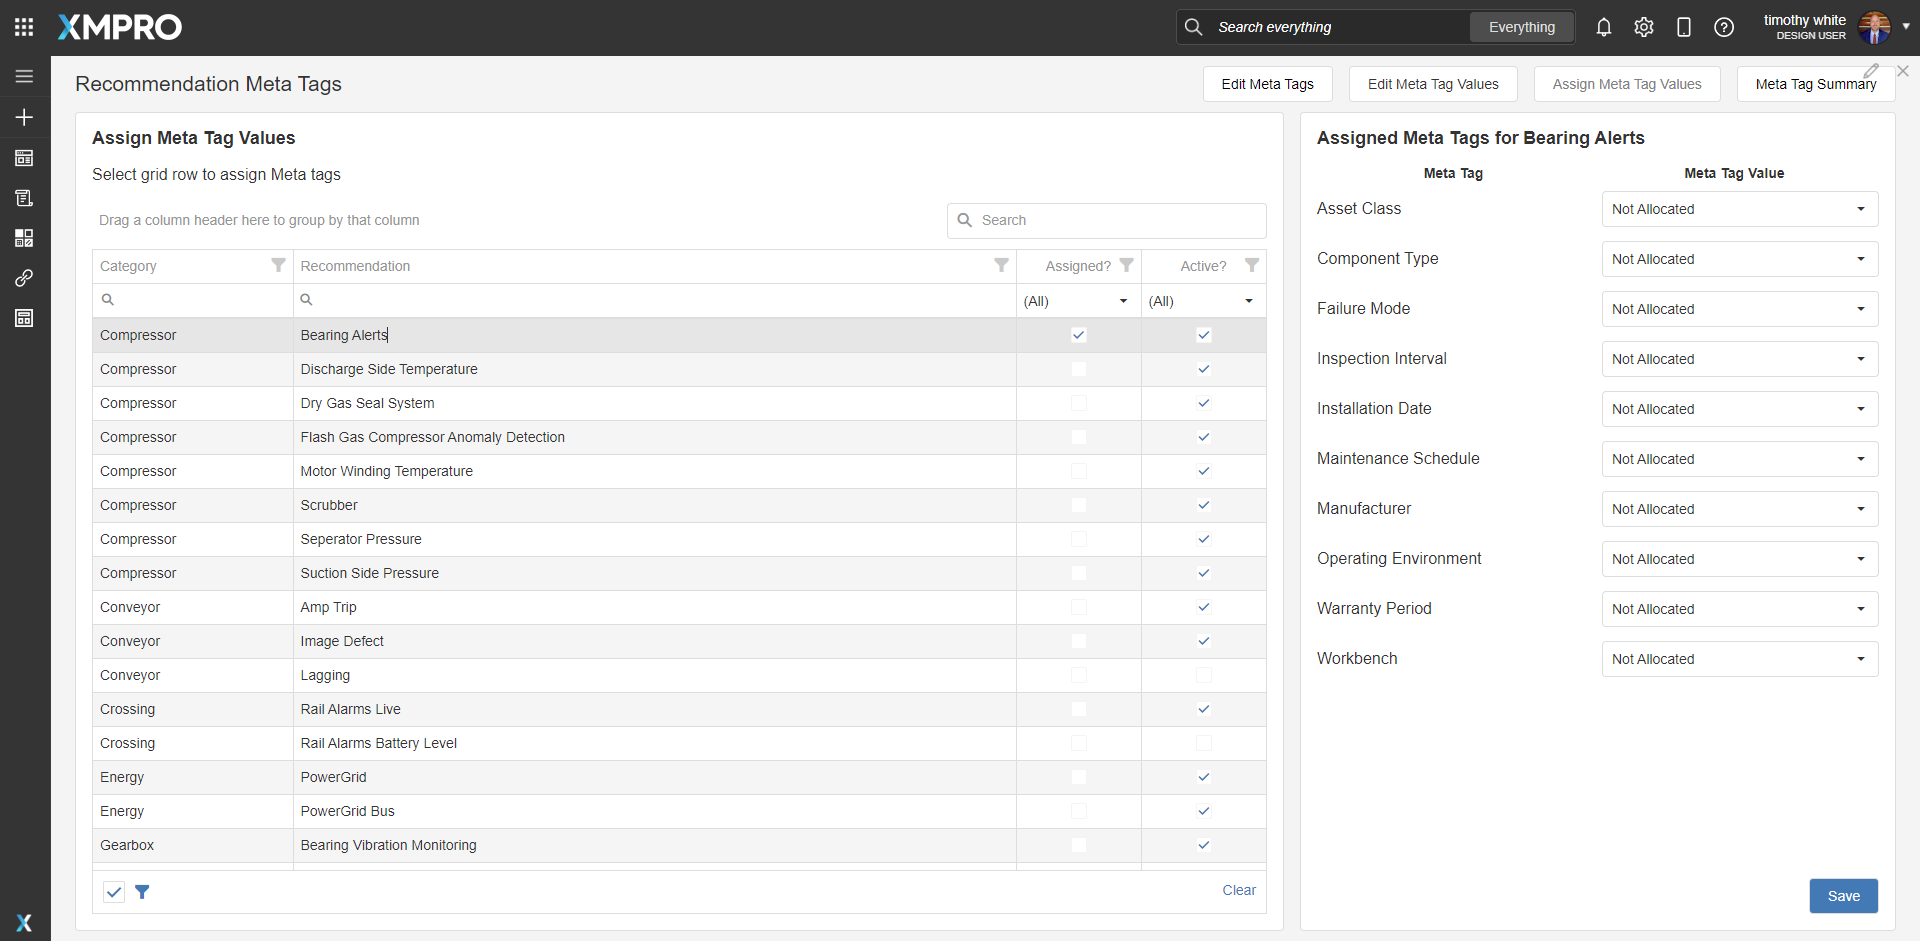 XMPRO
Search everything
Everything
timothy white
DESIGN USER
Recommendation Meta Tags
Edit Meta Tags
Edit Meta Tag Values
Assign Meta Tag Values
Meta Tag Summary
Assign Meta Tag Values
Select grid row to assign Meta tags
Drag a column header here to group by that column
Search
Category Recommendation Assigned? Active?
(All) (All)
Compressor Bearing Alerts
Compressor Discharge Side Temperature
Compressor Dry Gas Seal System
Compressor Flash Gas Compressor Anomaly Detection
Compressor Motor Winding Temperature
Compressor Scrubber
Compressor Seperator Pressure
Compressor Suction Side Pressure
Conveyor Amp Trip
Conveyor Image Defect
Conveyor Lagging
Crossing Rail Alarms Live
Crossing Rail Alarms Battery Level
Energy PowerGrid
Energy PowerGrid Bus
Gearbox Bearing Vibration Monitoring
Clear
Assigned Meta Tags for Bearing Alerts
Meta Tag Meta Tag Value
Asset Class Not Allocated
Component Type Not Allocated
Failure Mode Not Allocated
Inspection Interval Not Allocated
Installation Date Not Allocated
Maintenance Schedule Not Allocated
Manufacturer Not Allocated
Operating Environment Not Allocated
Warranty Period Not Allocated
Workbench Not Allocated
Save